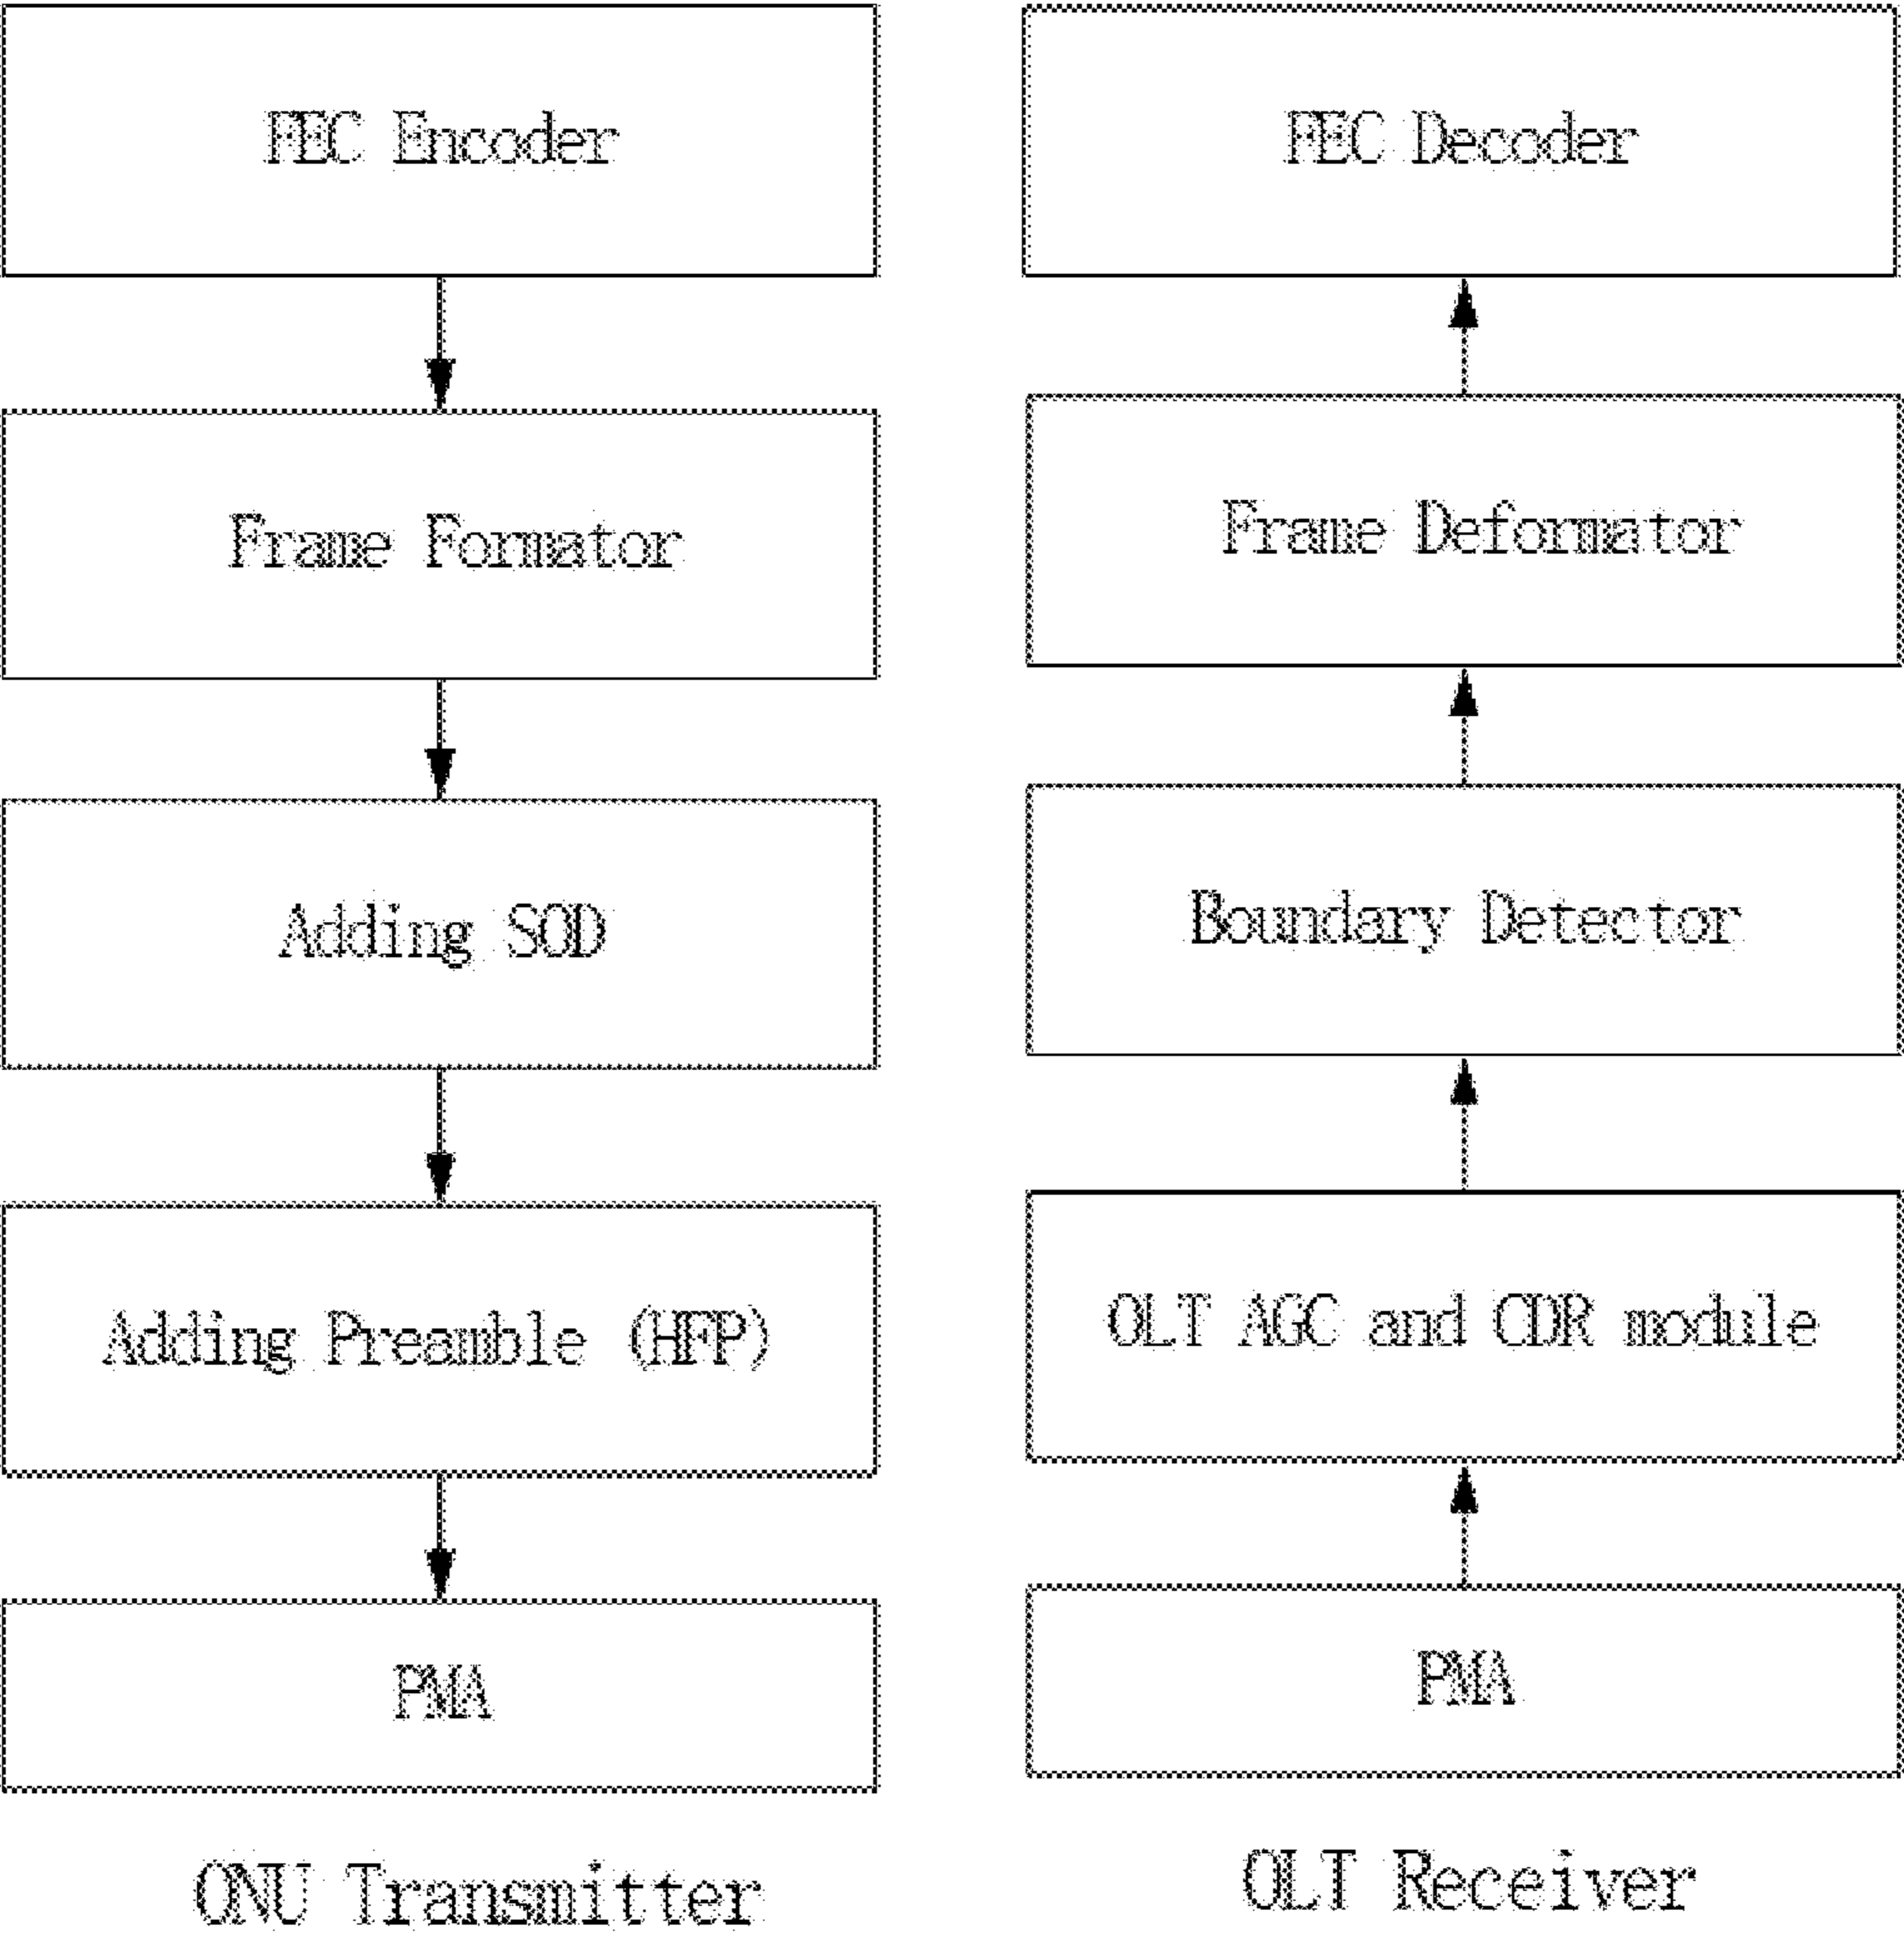 FEC Encoder
Frame Formator
Adding SOD
Adding Preamble (HFP)
PMA
ONU Transmitter
FEC Decoder
Frame Deformator
Boundary Detector
OLT AGC and CDR module
PMA
OLT Receiver